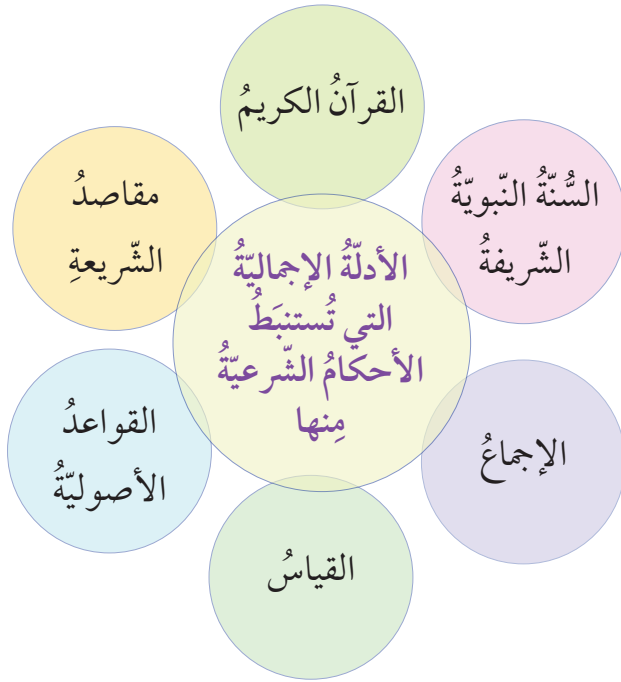 القرآنُ الكريمُ
السُّنّةُ النّبويّةُ
الشّريفةُ
الإجماعُ
القياسُ
القواعدُ
الأصوليّةُ
مقاصدُ
الشّريعةِ
الأدلّةُ الإجماليّةُ
التي تُستنبَطُ
الأحكامُ الشّرعيّةُ
مِنها